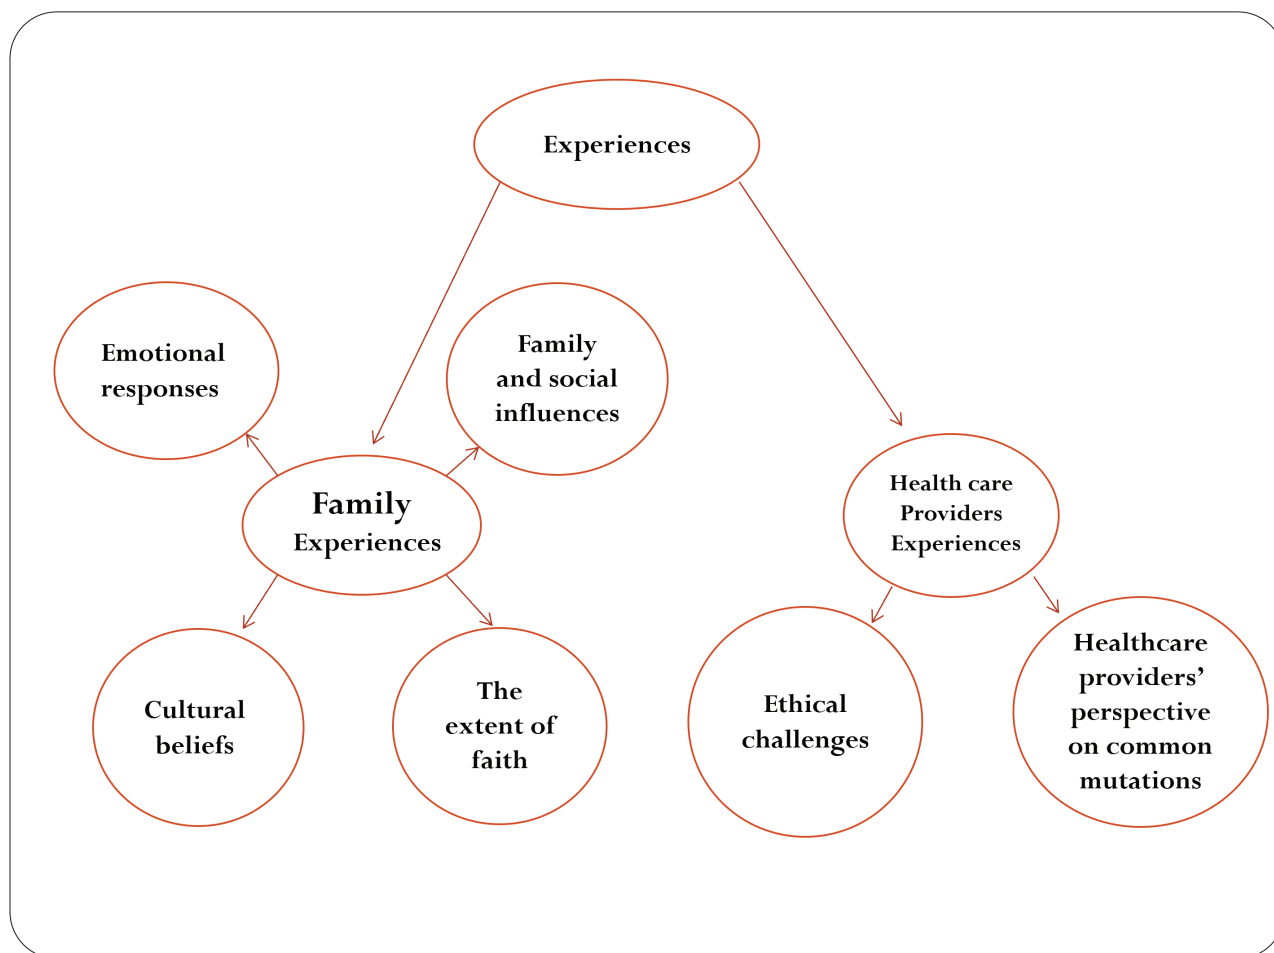 Experiences
Emotional
responses
Family
and social
influences
Family
Experiences
Health care
Providers
Experiences
Cultural
beliefs
The
extent of
faith
Ethical
challenges
Healthcare
providers’
perspective
on common
mutations